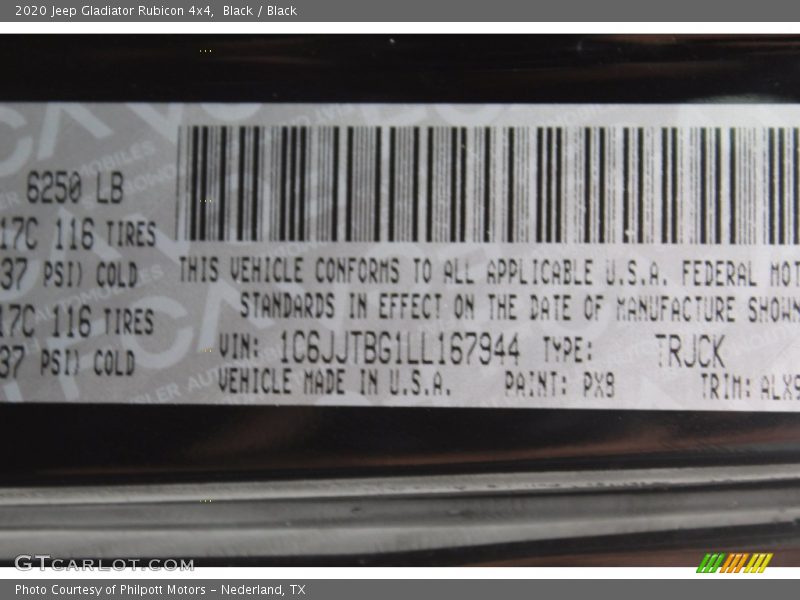 2020 Jeep Gladiator Rubicon 4x4, Black / Black
6250 LB
17C 116 TIRES
37 PSI) COLD
17C 116 TIRES
37 PSI) COLD
THIS VEHICLE CONFORMS TO ALL APPLICABLE U.S.A. FEDERAL MOT
STANDARDS IN EFFECT ON THE DATE OF MANUFACTURE SHOWN
VIN: 1C6JJTBG1LL167944 TYPE: TRUCK
VEHICLE MADE IN U.S.A. PAINT: PX8 TRIM: ALX9
GTCARLOT.COM
Photo Courtesy of Philpott Motors - Nederland, TX